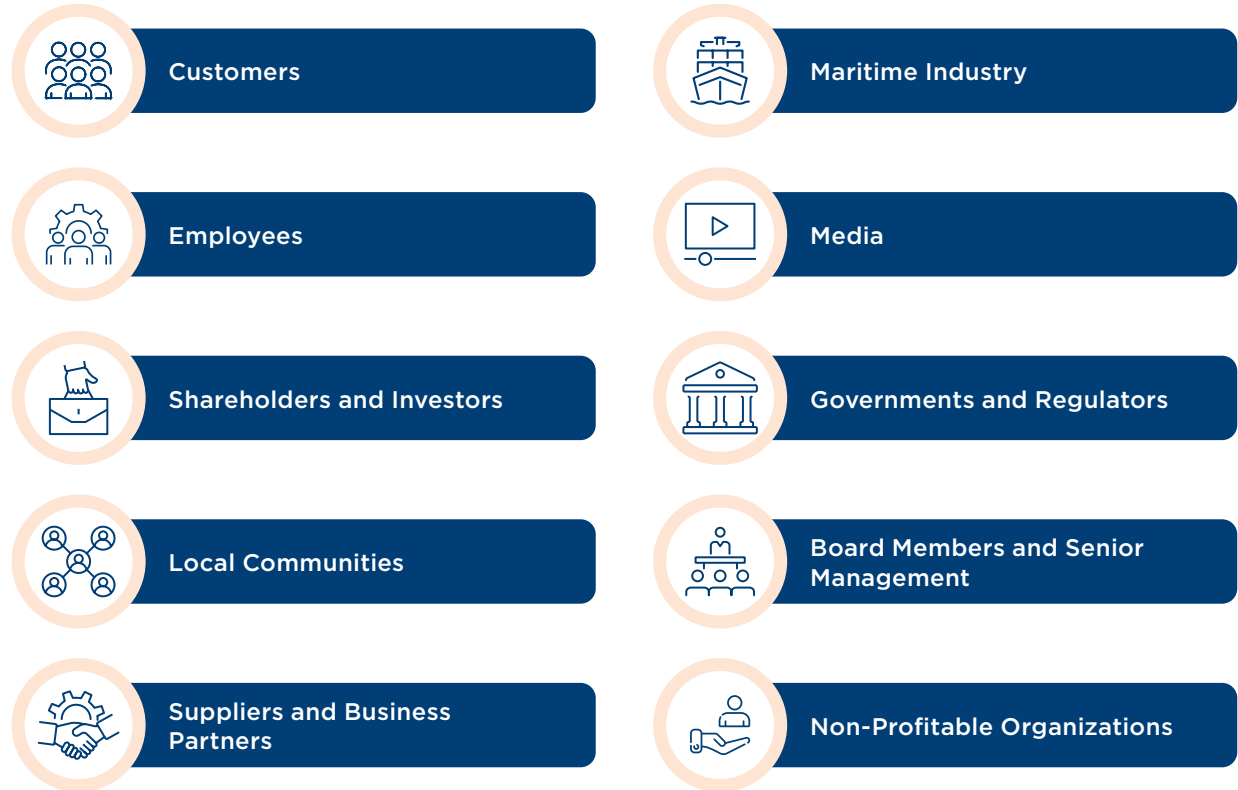 Customers
Employees
Shareholders and Investors
Local Communities
Suppliers and Business
Partners
Maritime Industry
Media
Governments and Regulators
Board Members and Senior
Management
Non-Profitable Organizations